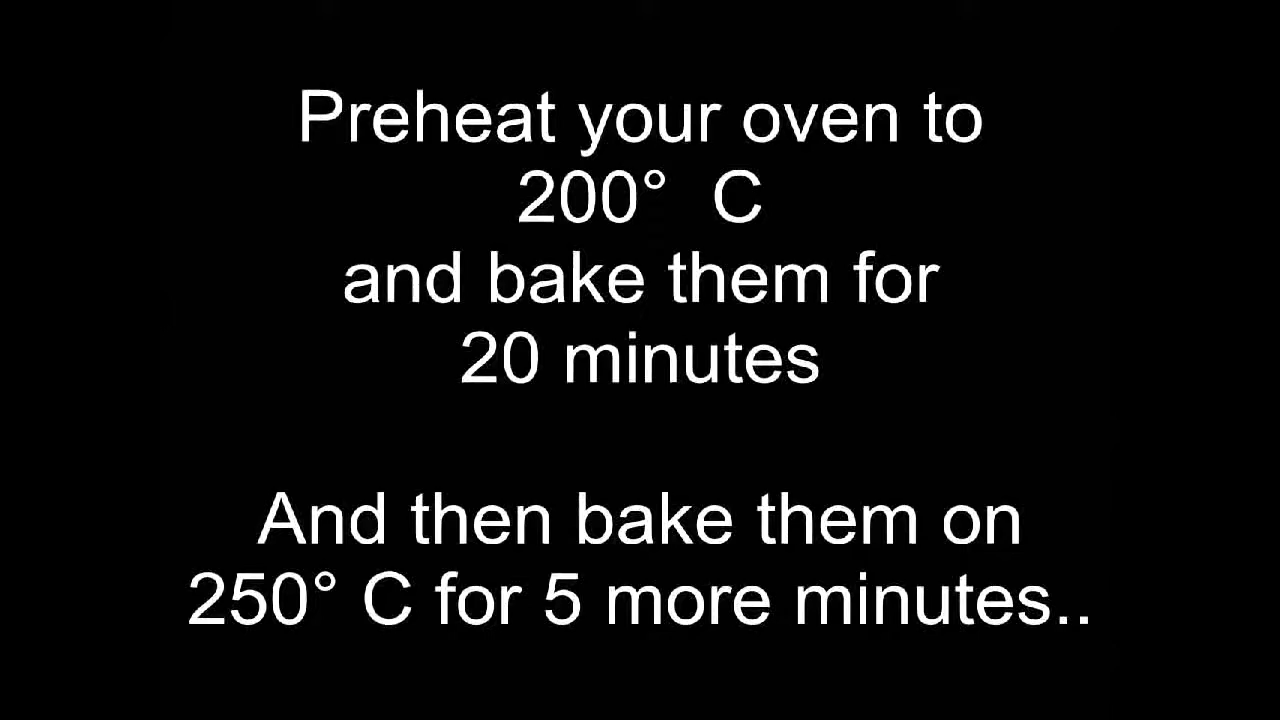 Preheat your oven to
200°  C
and bake them for
20 minutes
And then bake them on
250° C for 5 more minutes..